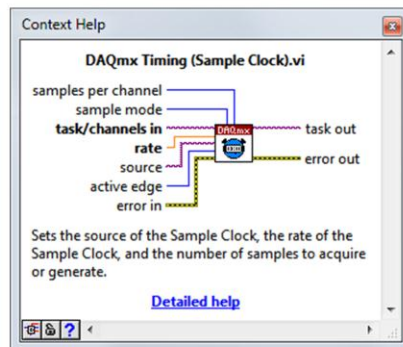 Context Help
DAQmx Timing (Sample Clock).vi
samples per channel
sample mode
task/channels in
rate
source
active edge
error in
DAQmx
task out
error out
Sets the source of the Sample Clock, the rate of the
Sample Clock, and the number of samples to acquire
or generate.
Detailed help
?